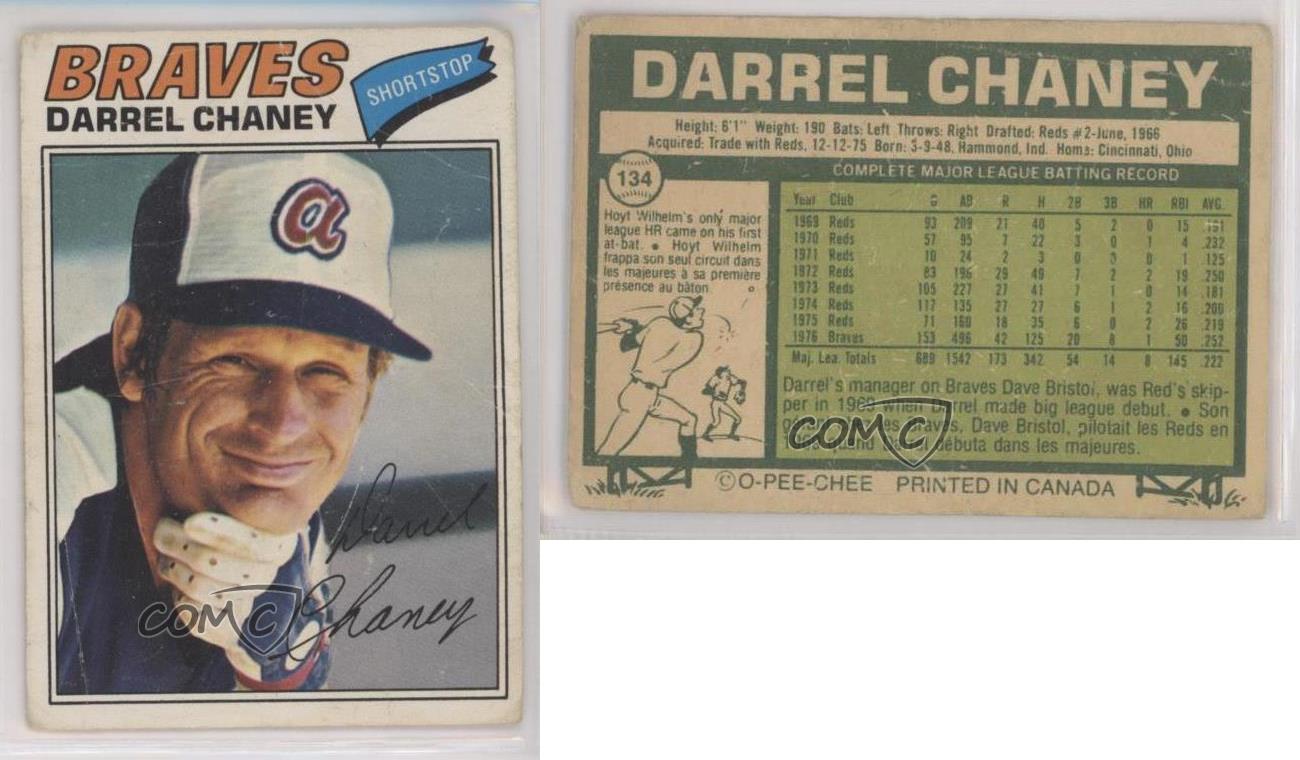 BRAVES
DARREL CHANEY
SHORTSTOP
a
Darrel
Chaney
COMC
DARREL CHANEY
Height: 6'1" Weight: 190 Bats: Left Throws: Right Drafted: Reds #2-June, 1966
Acquired: Trade with Reds, 12-12-75 Born: 3-9-48, Hammond, Ind. Home: Cincinnati, Ohio
134
COMPLETE MAJOR LEAGUE BATTING RECORD
Hoyt Wilhelm's only major
league HR came on his first
at-bat. • Hoyt Wilhelm
frappa son seul circuit dans
les majeures à sa première
présence au bâton.
Year Club G AB R H 2B 3B HR RBI AVG.
1969 Reds 93 209 21 40 5 2 0 15 .191
1970 Reds 57 95 7 22 3 0 1 4 .232
1971 Reds 10 24 2 3 0 0 1 .125
1972 Reds 83 196 29 49 7 2 2 19 .250
1973 Reds 105 227 27 41 7 1 0 14 .181
1974 Reds 117 135 27 27 6 1 2 16 .200
1975 Reds 71 160 18 35 6 0 2 26 .219
1976 Braves 153 496 42 125 20 8 1 50 .252
Maj. Lea. Totals 689 1542 173 342 54 14 8 145 .222
Darrel's manager on Braves Dave Bristol, was Red's skip-
per in 1969 when Darrel made big league debut. • Son
des Braves, Dave Bristol, pilotait les Reds en
quand débuta dans les majeures.
COMC
©O-PEE-CHEE PRINTED IN CANADA